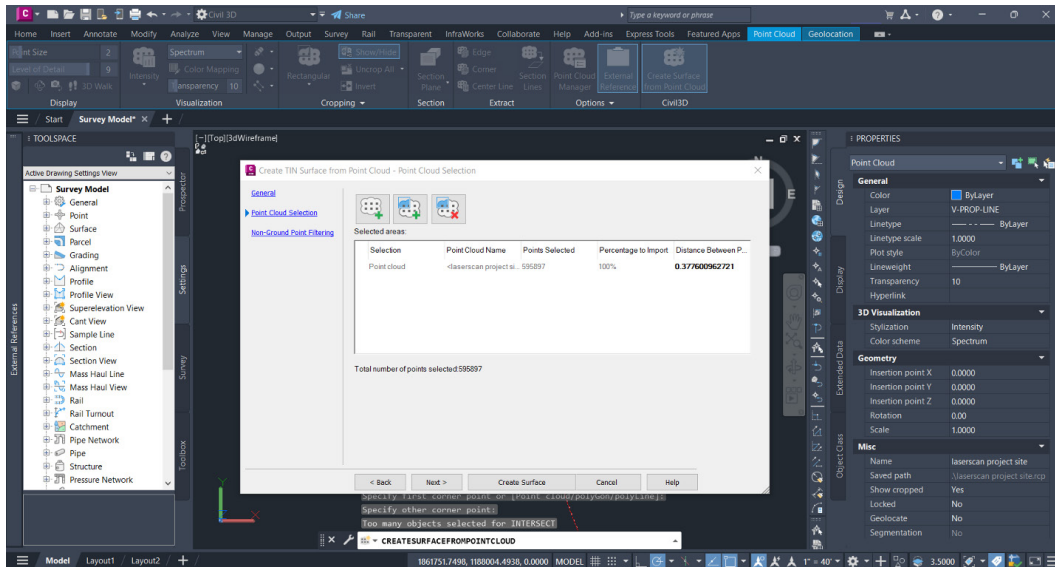 C Civil 3D Share Type a keyword or phrase
Home Insert Annotate Modify Analyze View Manage Output Survey Rail Transparent InfraWorks Collaborate Help Add-ins Express Tools Featured Apps Point Cloud Geolocation
Point Size 2
Level of Detail 9
3D Walk
Display
Intensity
Spectrum
Color Mapping
Transparency 10
Visualization
Rectangular
Show/Hide
Uncrop All
Invert
Cropping
Section Plane
Section
Edge
Corner
Center Line
Section Lines
Extract
Point Cloud Manager
External Reference
Options
Create Surface from Point Cloud
Civil3D
Start Survey Model* × +
TOOLSPACE
Active Drawing Settings View
Survey Model
General
Point
Surface
Parcel
Grading
Alignment
Profile
Profile View
Superelevation View
Cant View
Sample Line
Section
Section View
Mass Haul Line
Mass Haul View
Rail
Rail Turnout
Catchment
Pipe Network
Pipe
Structure
Pressure Network
External References
Prospector
Settings
Survey
Toolbox
[−][Top][3dWireframe]
E
Create TIN Surface from Point Cloud - Point Cloud Selection
General
Point Cloud Selection
Non-Ground Point Filtering
Selected areas:
Selection Point Cloud Name Points Selected Percentage to Import Distance Between P...
Point cloud <laserscan project si... 595897 100% 0.377600962721
Total number of points selected:595897
< Back Next > Create Surface Cancel Help
Specify first corner point or [Point cloud/polyGon/polyLine]:
Specify other corner point:
Too many objects selected for INTERSECT
CREATESURFACEFROMPOINTCLOUD
PROPERTIES
Point Cloud
Design
Display
Extended Data
Object Class
General
Color ByLayer
Layer V-PROP-LINE
Linetype ByLayer
Linetype scale 1.0000
Plot style ByColor
Lineweight ByLayer
Transparency 10
Hyperlink
3D Visualization
Stylization Intensity
Color scheme Spectrum
Geometry
Insertion point X 0.0000
Insertion point Y 0.0000
Insertion point Z 0.0000
Rotation 0.00
Scale 1.0000
Misc
Name laserscan project site
Saved path .\laserscan project site.rcp
Show cropped Yes
Locked No
Geolocate No
Segmentation No
Model Layout1 Layout2 + 1861751.7498, 1188004.4938, 0.0000 MODEL 1" = 40' 3.5000